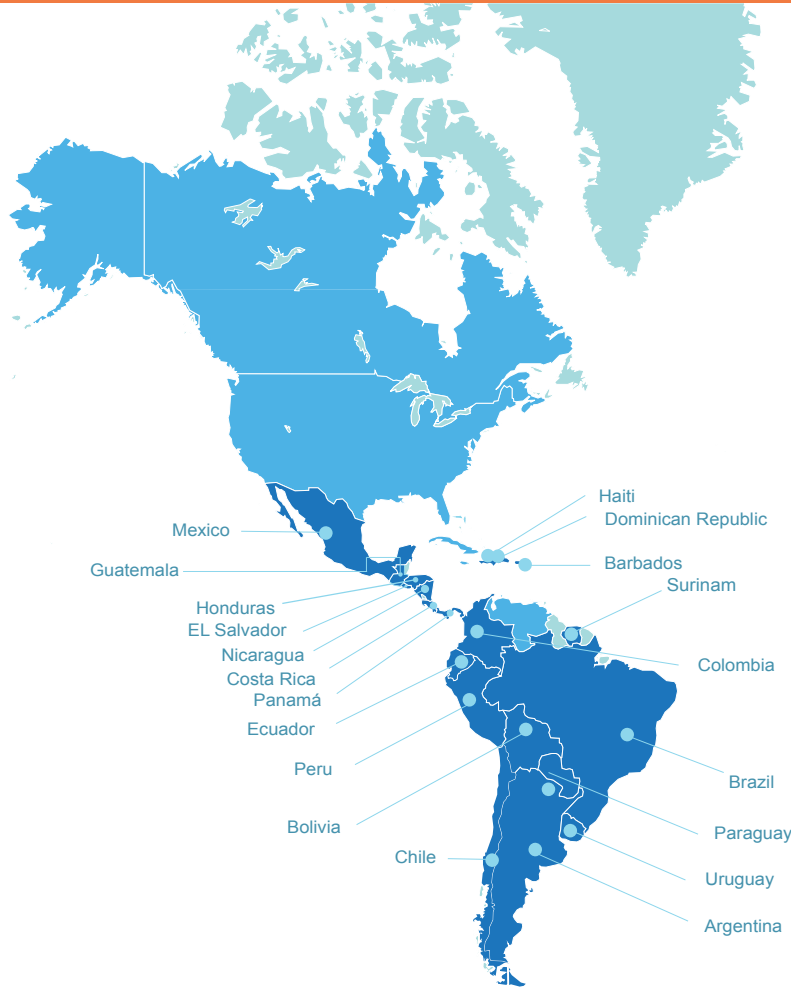 Haiti
Dominican Republic
Mexico
Barbados
Guatemala
Surinam
Honduras
EL Salvador
Nicaragua
Colombia
Costa Rica
Panamá
Ecuador
Peru
Brazil
Bolivia
Paraguay
Chile
Uruguay
Argentina